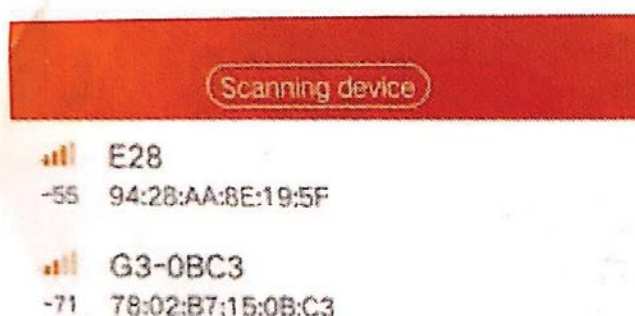 Scanning device
E28
-55 94:28:AA:8E:19:5F
G3-0BC3
-71 78:02:B7:15:0B:C3